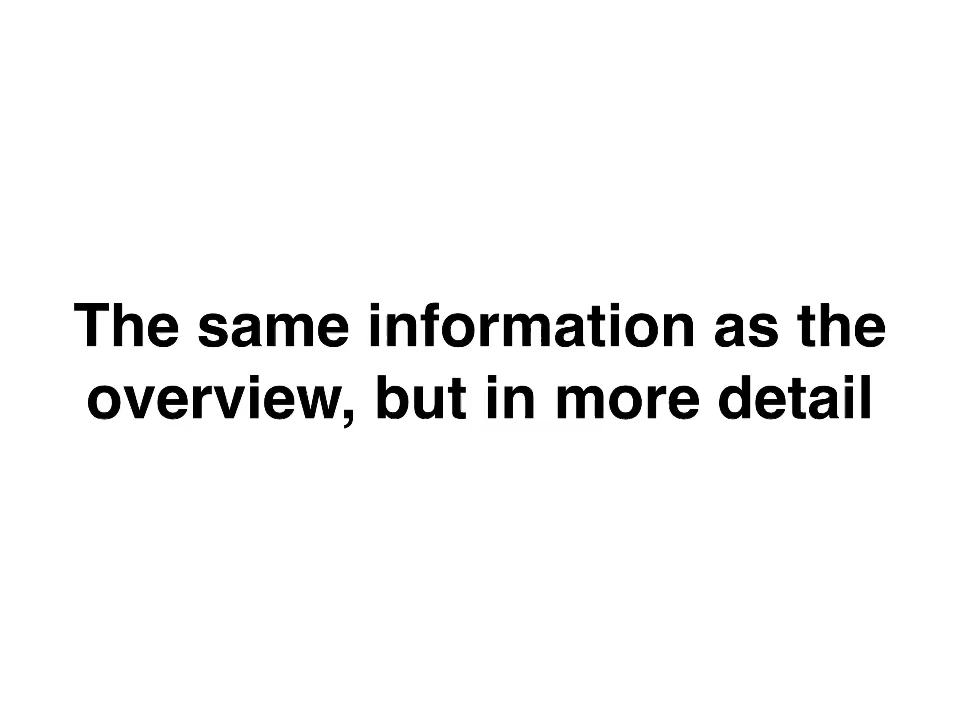 The same information as the
overview, but in more detail